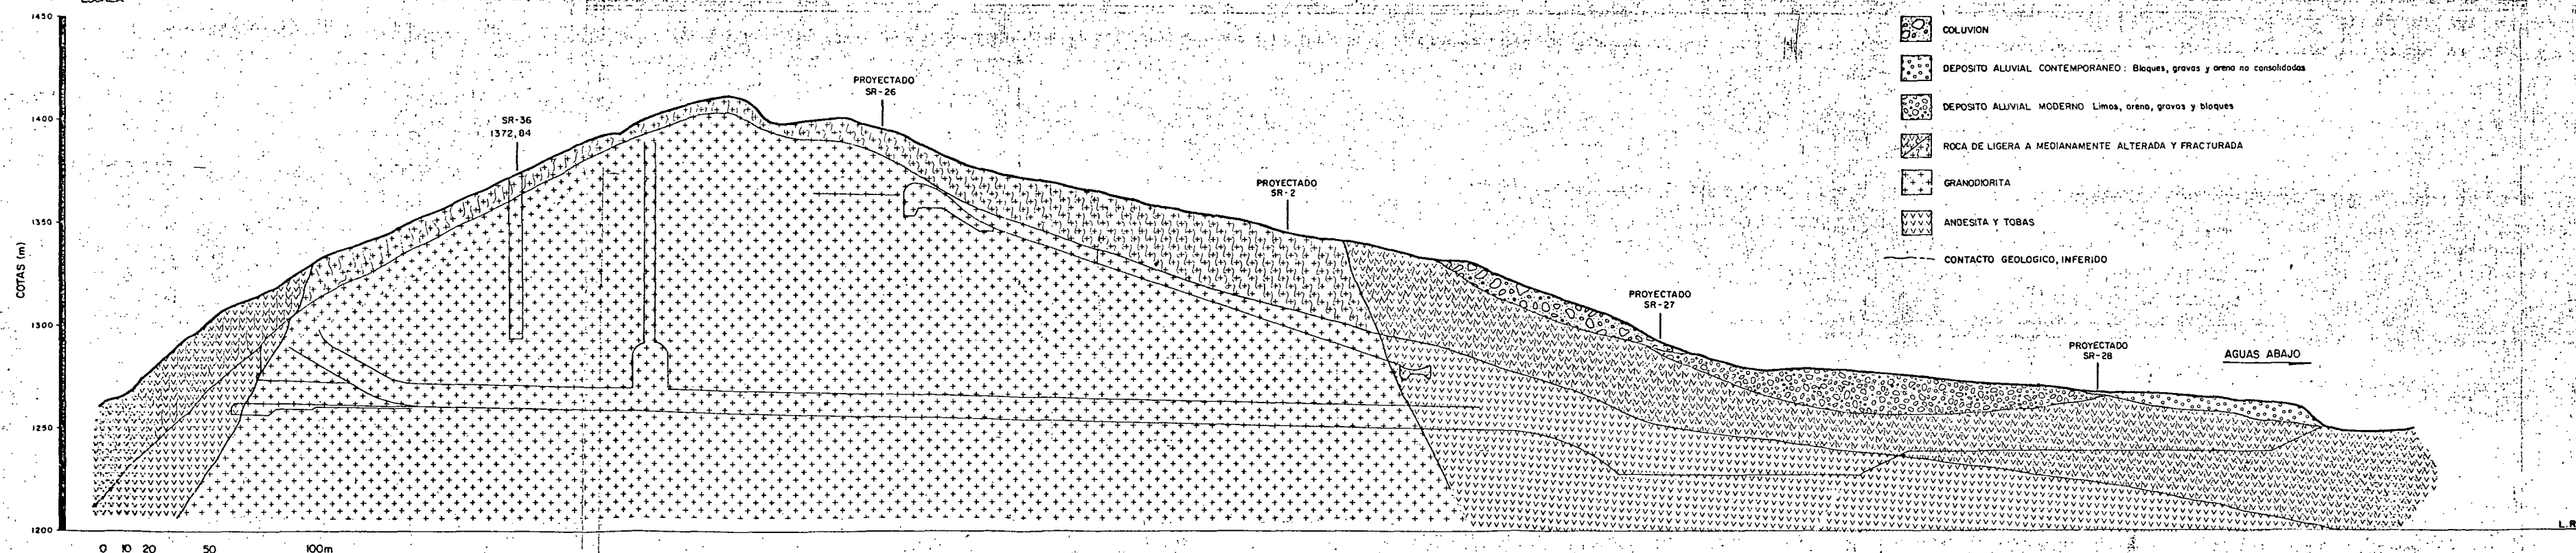 1450
COLUVION
DEPOSITO ALUVIAL CONTEMPORANEO: Bloques, gravas y arena no consolidadas
DEPOSITO ALUVIAL MODERNO Limos, arena, gravas y bloques
ROCA DE LIGERA A MEDIANAMENTE ALTERADA Y FRACTURADA
GRANODIORITA
ANDESITA Y TOBAS
CONTACTO GEOLOGICO, INFERIDO
PROYECTADO
SR-26
1400
SR-36
1372,84
PROYECTADO
SR-2
1350
COTAS (m)
PROYECTADO
SR-27
1300
PROYECTADO
SR-28
AGUAS ABAJO
1250
1200
L.R
0 10 20 50 100m